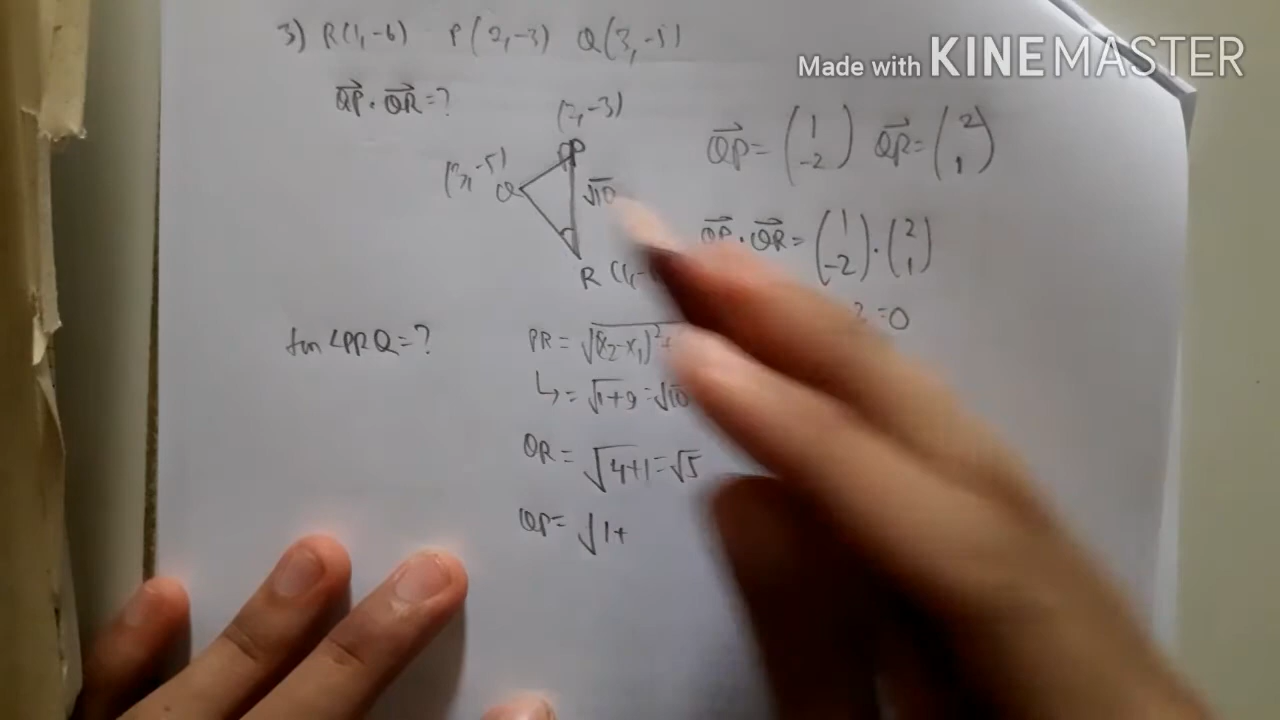 Made with KINEMASTER
3) R(1,-6) P(2,-3) Q(3,-5)
QP · QR = ?
(2,-3)
P
(3,-5)
Q
√10
R (1,-
QP = (1 -2) QR = (2 1)
QP · QR = (1 -2) · (2 1)
2 = 0
tan ∠PRQ = ?
PR = √(x₂-x₁)²+
↳ = √1+9 = √10
QR = √4+1 = √5
QP = √1+